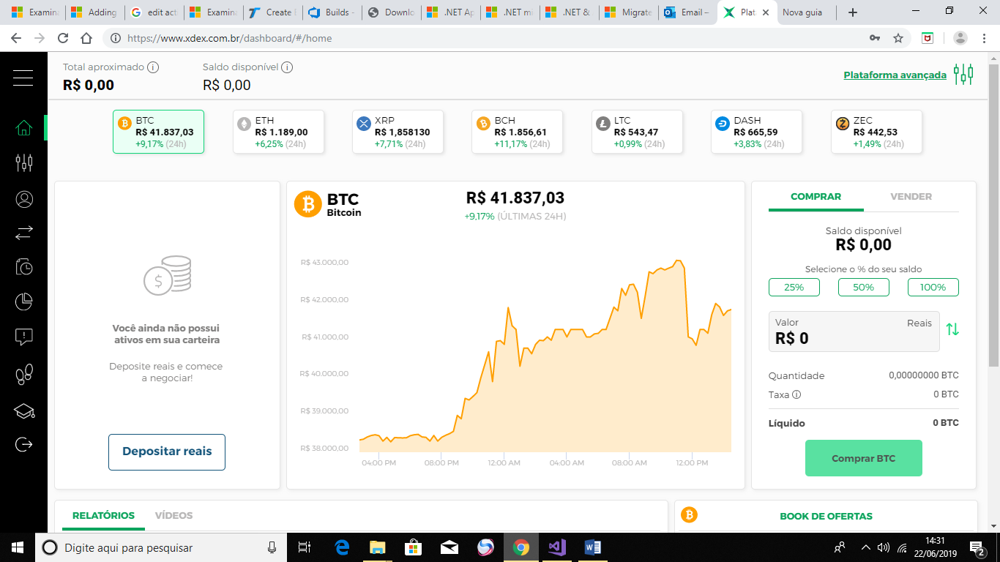 Examina
Adding
edit act
Examina
Create
Builds -
Downlo
.NET Ap
.NET mi
.NET &
Migrate
Email –
Plat
Nova guia
https://www.xdex.com.br/dashboard/#/home
Total aproximado
R$ 0,00
Saldo disponível
R$ 0,00
Plataforma avançada
BTC
R$ 41.837,03
+9,17% (24h)
ETH
R$ 1.189,00
+6,25% (24h)
XRP
R$ 1,858130
+7,71% (24h)
BCH
R$ 1.856,61
+11,17% (24h)
LTC
R$ 543,47
+0,99% (24h)
DASH
R$ 665,59
+3,83% (24h)
ZEC
R$ 442,53
+1,49% (24h)
Você ainda não possui
ativos em sua carteira
Deposite reais e comece
a negociar!
Depositar reais
BTC
Bitcoin
R$ 41.837,03
+9,17% (ÚLTIMAS 24H)
R$ 43.000,00
R$ 42.000,00
R$ 41.000,00
R$ 40.000,00
R$ 39.000,00
R$ 38.000,00
04:00 PM
08:00 PM
12:00 AM
04:00 AM
08:00 AM
12:00 PM
COMPRAR
VENDER
Saldo disponível
R$ 0,00
Selecione o % do seu saldo
25%
50%
100%
Valor
Reais
R$ 0
Quantidade
0,00000000 BTC
Taxa
0 BTC
Líquido
0 BTC
Comprar BTC
RELATÓRIOS
VÍDEOS
BOOK DE OFERTAS
Digite aqui para pesquisar
14:31
22/06/2019
2